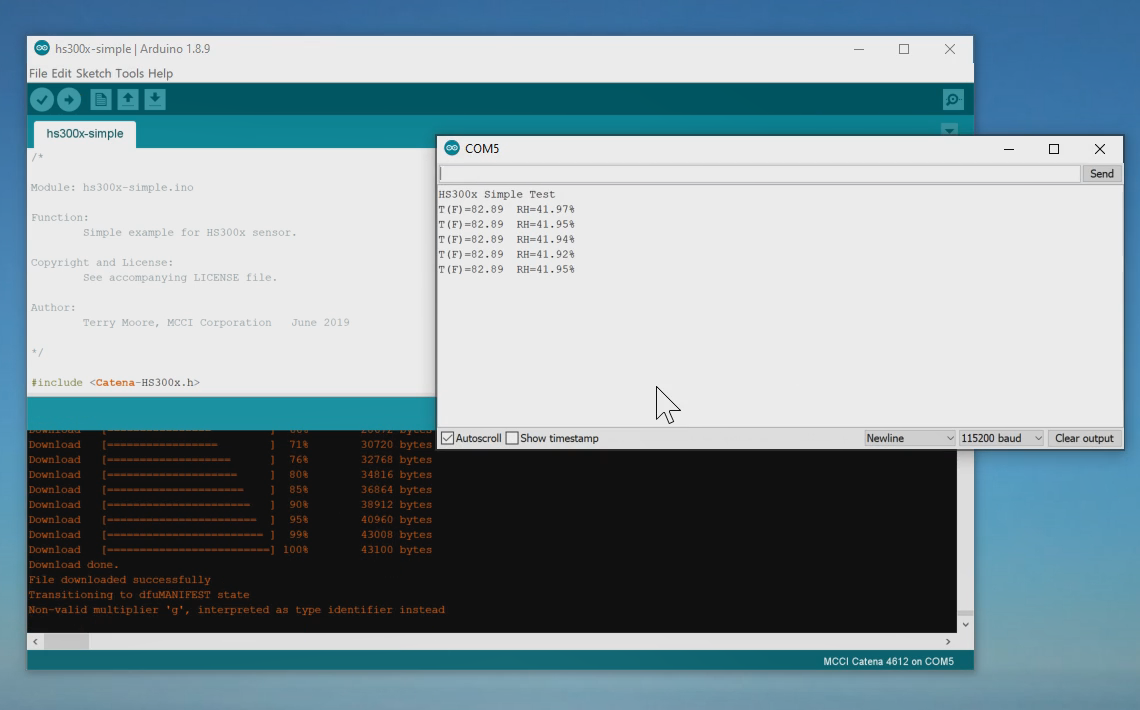 hs300x-simple | Arduino 1.8.9
File Edit Sketch Tools Help
hs300x-simple
/*
Module: hs300x-simple.ino
Function:
Simple example for HS300x sensor.
Copyright and License:
See accompanying LICENSE file.
Author:
Terry Moore, MCCI Corporation June 2019
*/
#include <Catena-HS300x.h>
COM5
Send
HS300x Simple Test
T(F)=82.89 RH=41.97%
T(F)=82.89 RH=41.95%
T(F)=82.89 RH=41.94%
T(F)=82.89 RH=41.92%
T(F)=82.89 RH=41.95%
Autoscroll Show timestamp Newline 115200 baud Clear output
Download [================= ] 71% 30720 bytes
Download [=================== ] 76% 32768 bytes
Download [==================== ] 80% 34816 bytes
Download [===================== ] 85% 36864 bytes
Download [====================== ] 90% 38912 bytes
Download [======================= ] 95% 40960 bytes
Download [======================== ] 99% 43008 bytes
Download [=========================] 100% 43100 bytes
Download done.
File downloaded successfully
Transitioning to dfuMANIFEST state
Non-valid multiplier 'g', interpreted as type identifier instead
MCCI Catena 4612 on COM5